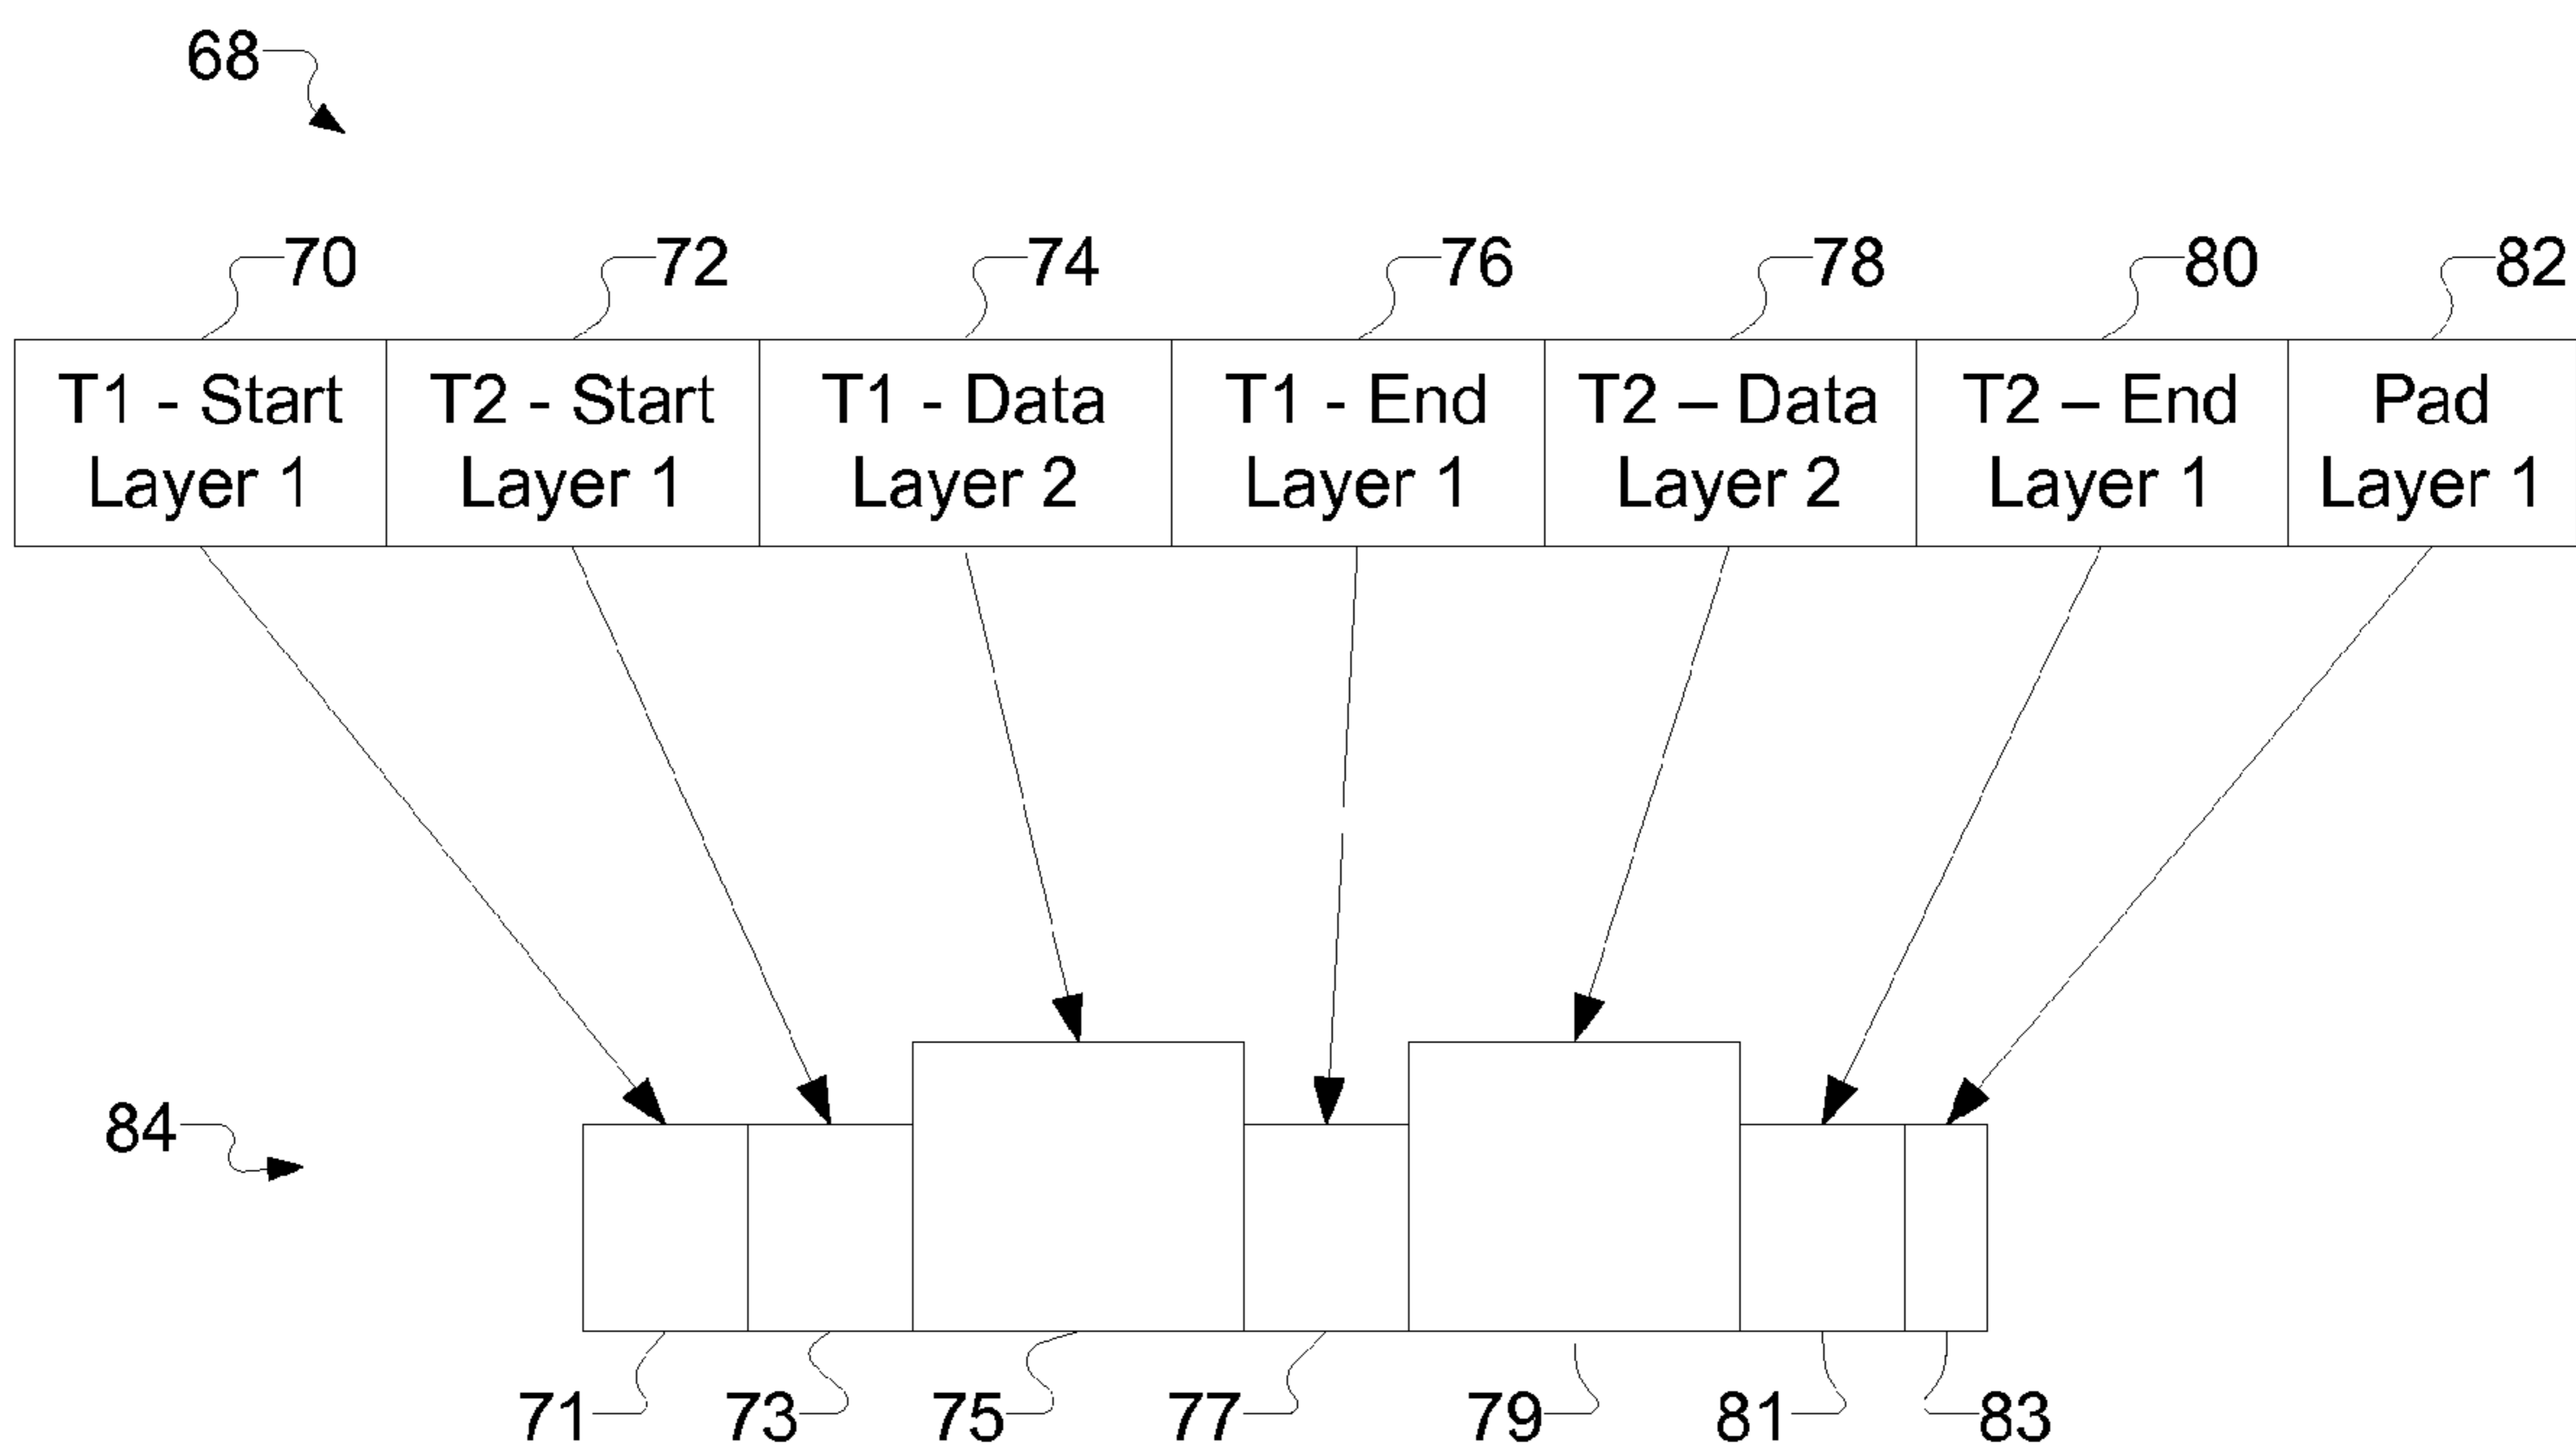 68
70 72 74 76 78 80 82
T1 - Start T2 - Start T1 - Data T1 - End T2 – Data T2 – End Pad
Layer 1 Layer 1 Layer 2 Layer 1 Layer 2 Layer 1 Layer 1
84
71 73 75 77 79 81 83